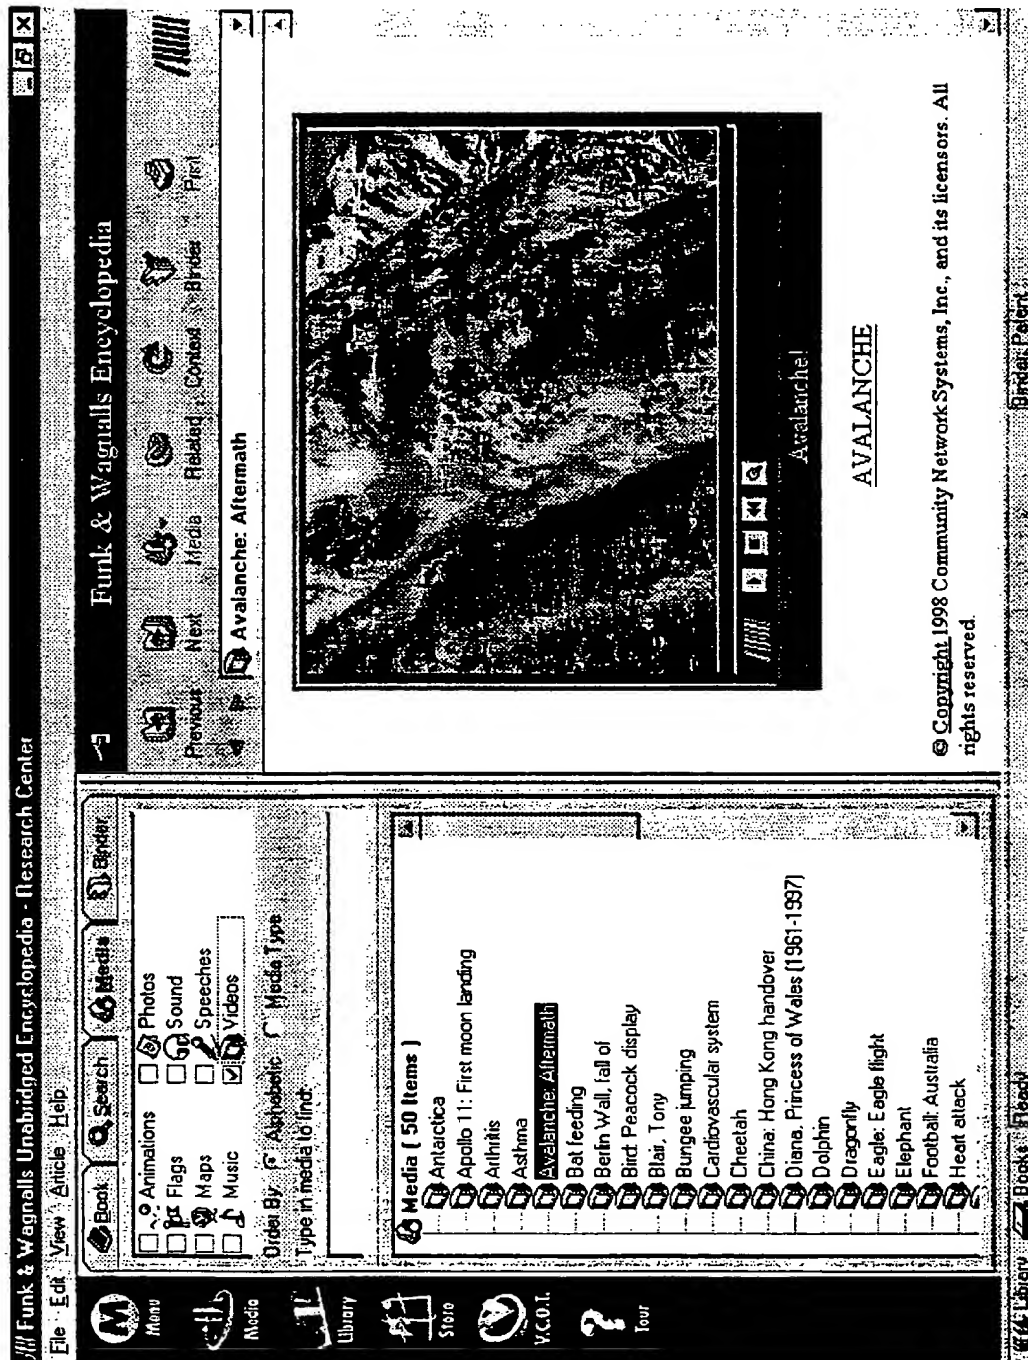 Funk & Wagnalls Unabridged Encyclopedia - Research Center
File Edit View Article Help
Menu
Media
Library
Store
V.C.O.T.
Tour
Book Search Media Binder
Animations Photos
Flags Sound
Maps Speeches
Music Videos
Order By: Alphabetic Media Type
Type in media to find:
Media ( 50 Items )
Antarctica
Apollo 11: First moon landing
Arthritis
Asthma
Avalanche: Aftermath
Bat feeding
Berlin Wall, fall of
Bird: Peacock display
Blair, Tony
Bungee jumping
Cardiovascular system
Cheetah
China: Hong Kong handover
Diana, Princess of Wales (1961-1997)
Dolphin
Dragonfly
Eagle: Eagle flight
Elephant
Football: Australia
Heart attack
Funk & Wagnalls Encyclopedia
Previous Next Media Related Context Binder Print
Avalanche: Aftermath
Avalanche!
AVALANCHE
© Copyright 1998 Community Network Systems, Inc., and its licensors. All
rights reserved.
Library Books Ready Binder: Patent